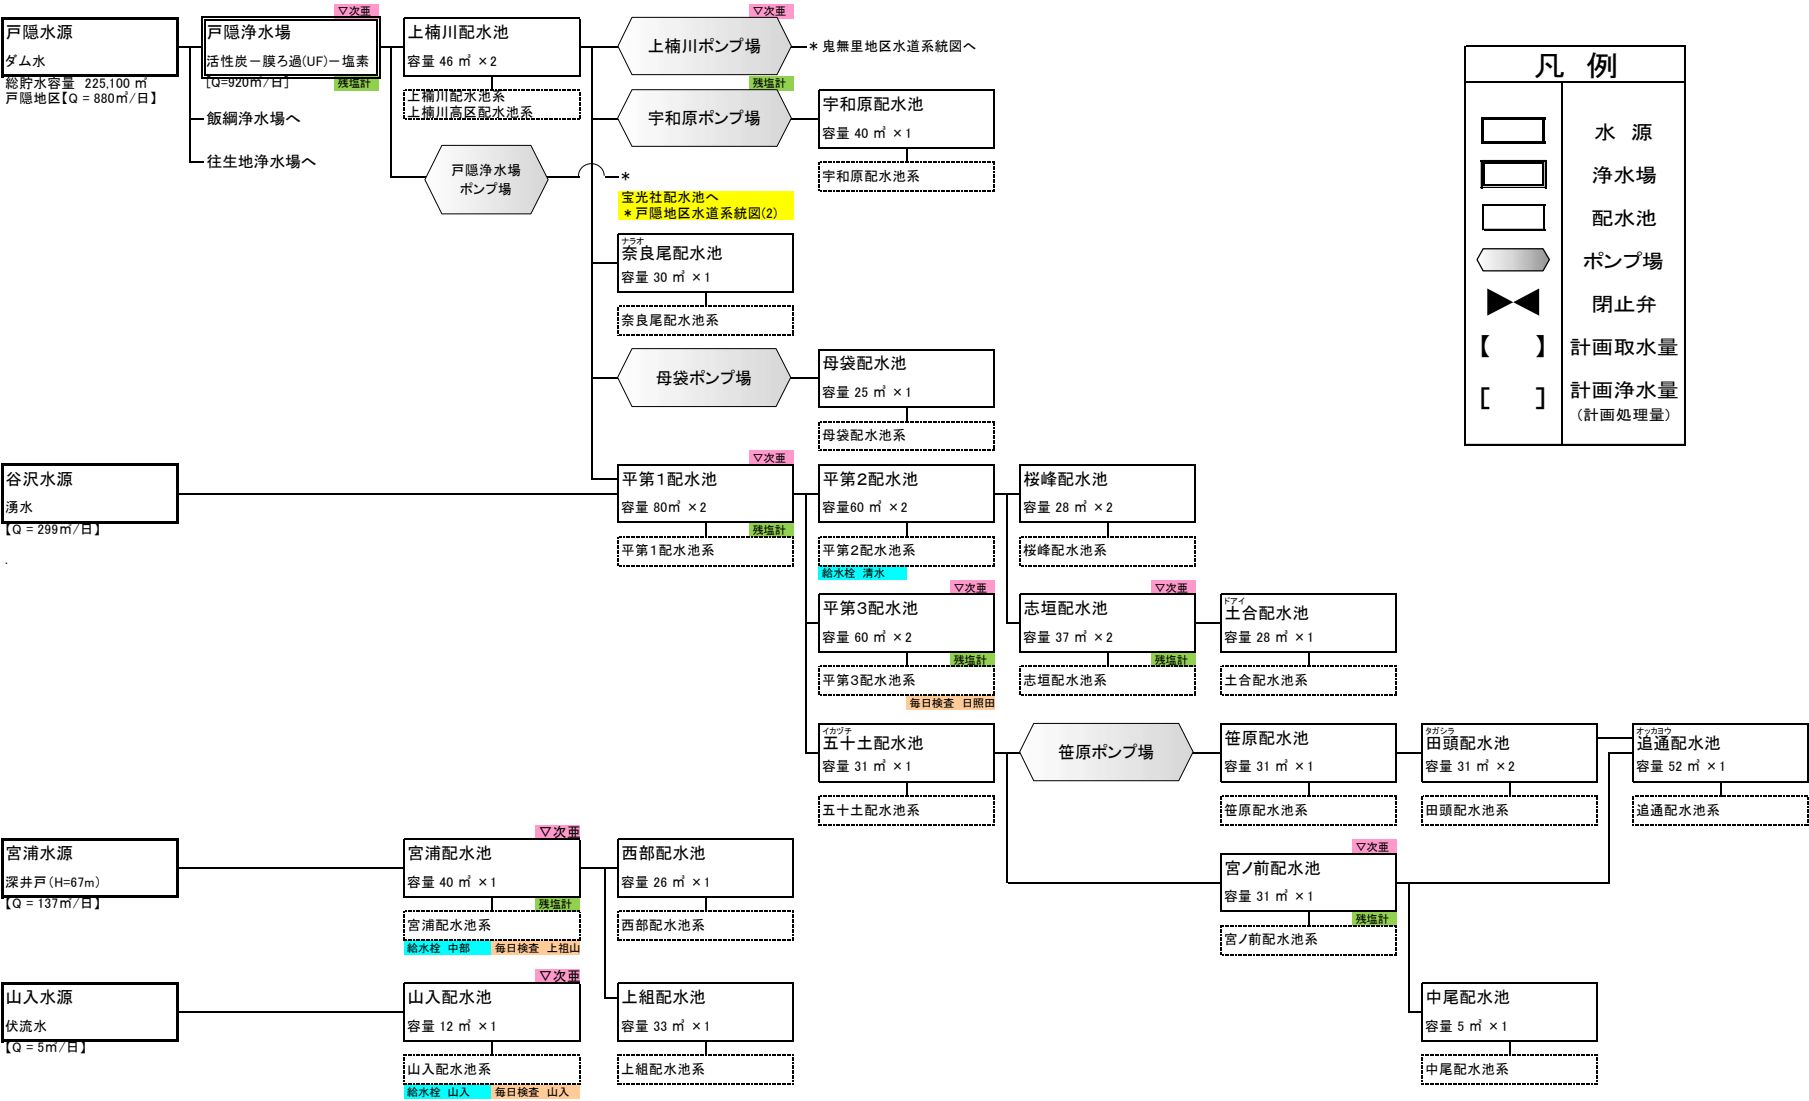 戸隠水源
ダム水
総貯水容量 225,100 ㎥
戸隠地区【Q = 880㎥/日】
▽次亜
戸隠浄水場
活性炭－膜ろ過(UF)－塩素
[Q=920㎥/日]
残塩計
飯綱浄水場へ
往生地浄水場へ
上楠川配水池
容量 46 ㎥ ×2
上楠川配水池系
上楠川高区配水池系
戸隠浄水場
ポンプ場
▽次亜
上楠川ポンプ場
残塩計
＊鬼無里地区水道系統図へ
宇和原ポンプ場
宇和原配水池
容量 40 ㎥ ×1
宇和原配水池系
＊
宝光社配水池へ
＊戸隠地区水道系統図(2)
ナラオ
奈良尾配水池
容量 30 ㎥ ×1
奈良尾配水池系
母袋ポンプ場
母袋配水池
容量 25 ㎥ ×1
母袋配水池系
凡 例
水 源
浄水場
配水池
ポンプ場
閉止弁
【 】 計画取水量
[ ] 計画浄水量
(計画処理量)
谷沢水源
湧水
【Q = 299㎥/日】
.
▽次亜
平第1配水池
容量 80㎥ ×2
残塩計
平第1配水池系
平第2配水池
容量60 ㎥ ×2
平第2配水池系
給水栓 清水
桜峰配水池
容量 28 ㎥ ×2
桜峰配水池系
▽次亜
平第3配水池
容量 60 ㎥ ×2
残塩計
平第3配水池系
毎日検査 日照田
▽次亜
志垣配水池
容量 37 ㎥ ×2
残塩計
志垣配水池系
ドアイ
土合配水池
容量 28 ㎥ ×1
土合配水池系
イカヅチ
五十土配水池
容量 31 ㎥ ×1
五十土配水池系
笹原ポンプ場
笹原配水池
容量 31 ㎥ ×1
笹原配水池系
タガシラ
田頭配水池
容量 31 ㎥ ×2
田頭配水池系
オッカヨウ
追通配水池
容量 52 ㎥ ×1
追通配水池系
宮浦水源
深井戸(H=67m)
【Q = 137㎥/日】
▽次亜
宮浦配水池
容量 40 ㎥ ×1
残塩計
宮浦配水池系
給水栓 中部
毎日検査 上祖山
西部配水池
容量 26 ㎥ ×1
西部配水池系
▽次亜
宮ノ前配水池
容量 31 ㎥ ×1
残塩計
宮ノ前配水池系
山入水源
伏流水
【Q = 5㎥/日】
▽次亜
山入配水池
容量 12 ㎥ ×1
山入配水池系
給水栓 山入
毎日検査 山入
上組配水池
容量 33 ㎥ ×1
上組配水池系
中尾配水池
容量 5 ㎥ ×1
中尾配水池系